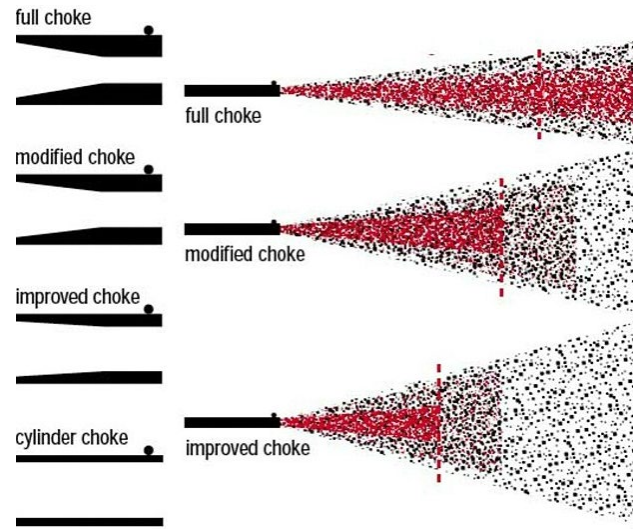 full choke
full choke
modified choke
modified choke
improved choke
cylinder choke
improved choke